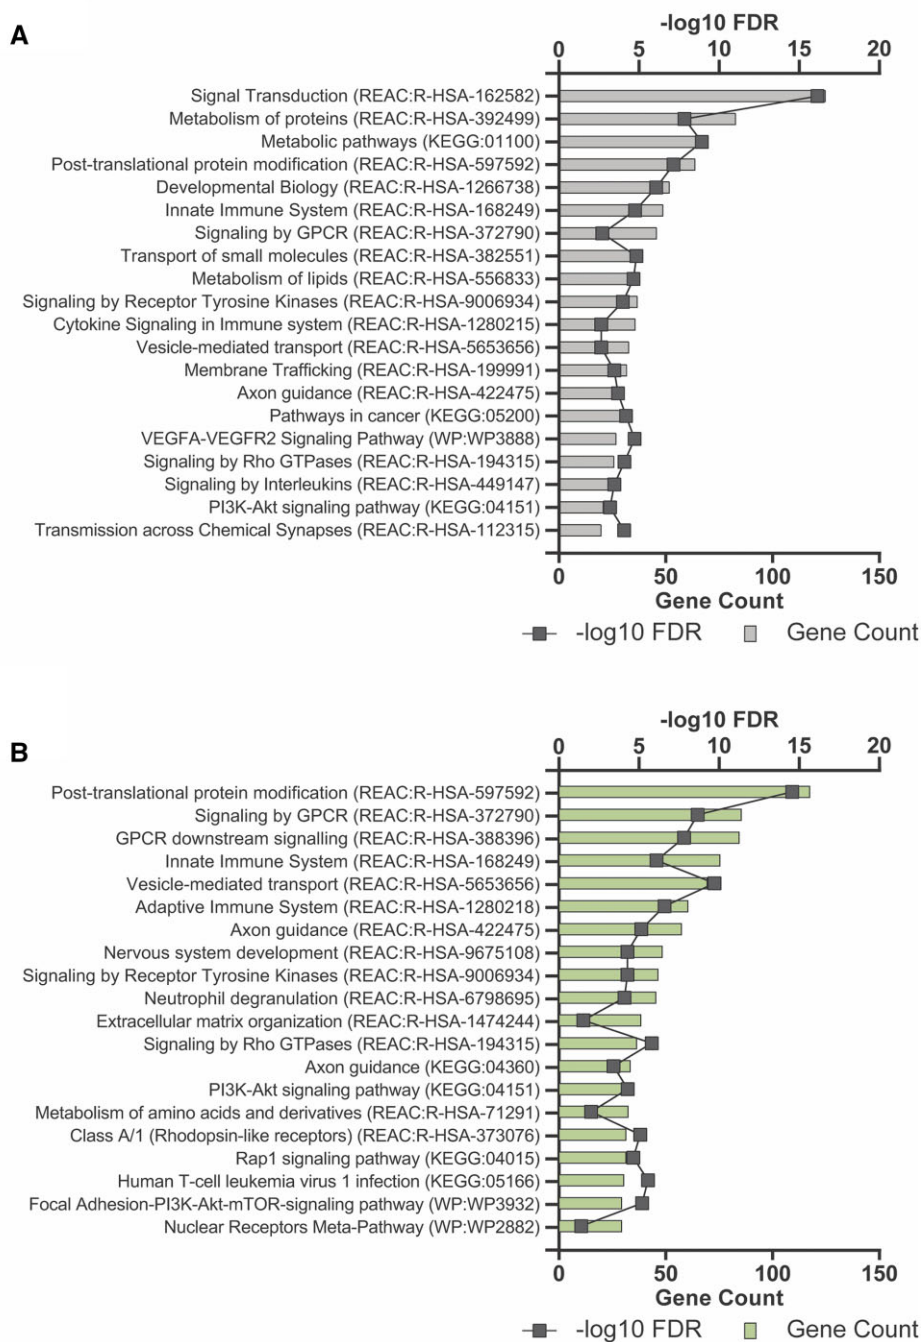 A
-log10 FDR
0 5 10 15 20
Signal Transduction (REAC:R-HSA-162582)
Metabolism of proteins (REAC:R-HSA-392499)
Metabolic pathways (KEGG:01100)
Post-translational protein modification (REAC:R-HSA-597592)
Developmental Biology (REAC:R-HSA-1266738)
Innate Immune System (REAC:R-HSA-168249)
Signaling by GPCR (REAC:R-HSA-372790)
Transport of small molecules (REAC:R-HSA-382551)
Metabolism of lipids (REAC:R-HSA-556833)
Signaling by Receptor Tyrosine Kinases (REAC:R-HSA-9006934)
Cytokine Signaling in Immune system (REAC:R-HSA-1280215)
Vesicle-mediated transport (REAC:R-HSA-5653656)
Membrane Trafficking (REAC:R-HSA-199991)
Axon guidance (REAC:R-HSA-422475)
Pathways in cancer (KEGG:05200)
VEGFA-VEGFR2 Signaling Pathway (WP:WP3888)
Signaling by Rho GTPases (REAC:R-HSA-194315)
Signaling by Interleukins (REAC:R-HSA-449147)
PI3K-Akt signaling pathway (KEGG:04151)
Transmission across Chemical Synapses (REAC:R-HSA-112315)
0 50 100 150
Gene Count
-log10 FDR Gene Count
B
-log10 FDR
0 5 10 15 20
Post-translational protein modification (REAC:R-HSA-597592)
Signaling by GPCR (REAC:R-HSA-372790)
GPCR downstream signalling (REAC:R-HSA-388396)
Innate Immune System (REAC:R-HSA-168249)
Vesicle-mediated transport (REAC:R-HSA-5653656)
Adaptive Immune System (REAC:R-HSA-1280218)
Axon guidance (REAC:R-HSA-422475)
Nervous system development (REAC:R-HSA-9675108)
Signaling by Receptor Tyrosine Kinases (REAC:R-HSA-9006934)
Neutrophil degranulation (REAC:R-HSA-6798695)
Extracellular matrix organization (REAC:R-HSA-1474244)
Signaling by Rho GTPases (REAC:R-HSA-194315)
Axon guidance (KEGG:04360)
PI3K-Akt signaling pathway (KEGG:04151)
Metabolism of amino acids and derivatives (REAC:R-HSA-71291)
Class A/1 (Rhodopsin-like receptors) (REAC:R-HSA-373076)
Rap1 signaling pathway (KEGG:04015)
Human T-cell leukemia virus 1 infection (KEGG:05166)
Focal Adhesion-PI3K-Akt-mTOR-signaling pathway (WP:WP3932)
Nuclear Receptors Meta-Pathway (WP:WP2882)
0 50 100 150
Gene Count
-log10 FDR Gene Count